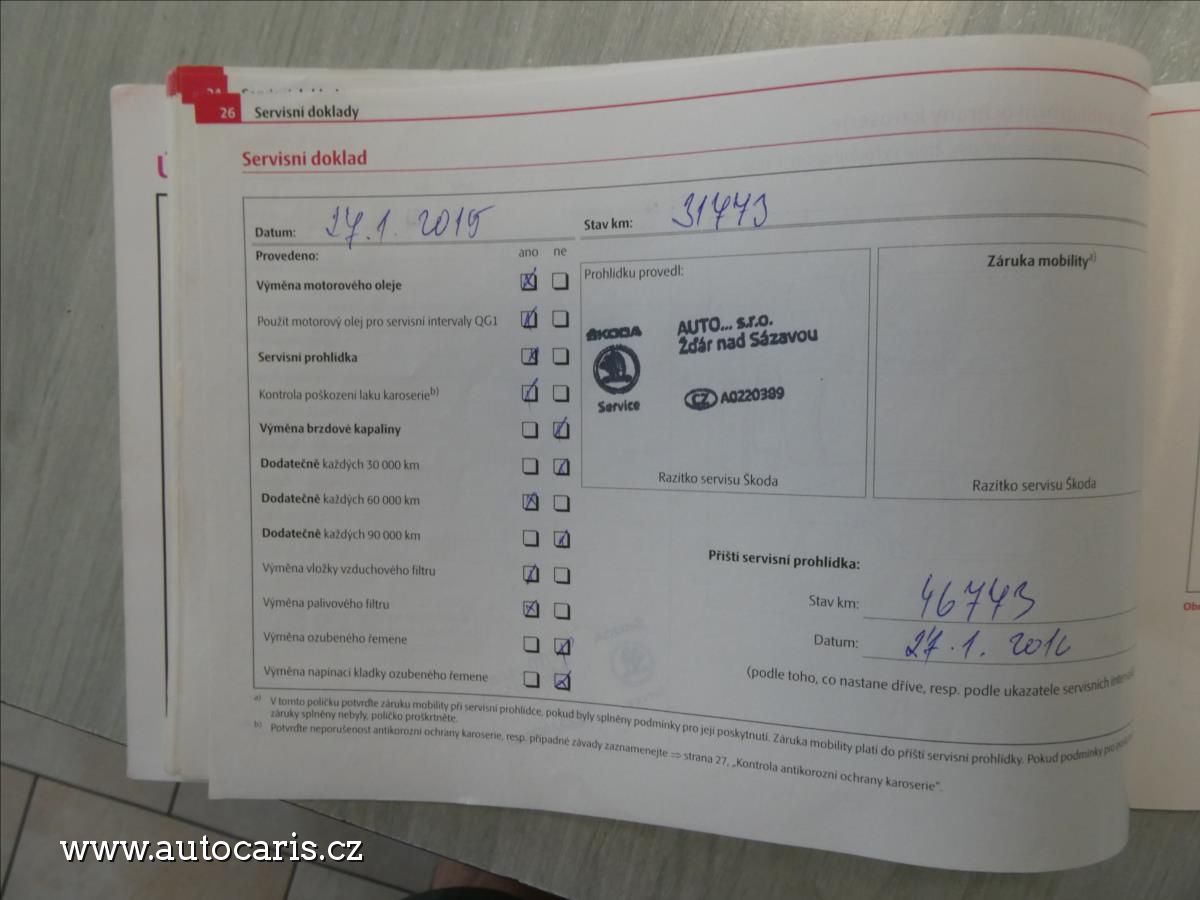 26 Servisní doklady
Servisní doklad
Datum: 27.1. 2015 Stav km: 31773
Provedeno: ano ne
Výměna motorového oleje
Použit motorový olej pro servisní intervaly QG1
Servisní prohlídka
Kontrola poškození laku karoserie b)
Výměna brzdové kapaliny
Dodatečně každých 30 000 km
Dodatečně každých 60 000 km
Dodatečně každých 90 000 km
Výměna vložky vzduchového filtru
Výměna palivového filtru
Výměna ozubeného řemene
Výměna napínací kladky ozubeného řemene
Prohlídku provedl:
ŠKODA
Service
AUTO... s.r.o.
Žďár nad Sázavou
CZ A0220389
Razítko servisu Škoda
Záruka mobility a)
Razítko servisu Škoda
Příští servisní prohlídka:
Stav km: 46773
Datum: 27.1. 2016
(podle toho, co nastane dříve, resp. podle ukazatele servisních
a) V tomto políčku potvrďte záruku mobility při servisní prohlídce, pokud byly splněny podmínky pro její poskytnutí. Záruka mobility platí do příští servisní prohlídky. Pokud podmínky pro
záruky splněny nebyly, políčko proškrtněte.
b) Potvrďte neporušenost antikorozní ochrany karoserie, resp. případné závady zaznamenejte ⇒ strana 27, „Kontrola antikorozní ochrany karoserie“.
www.autocaris.cz